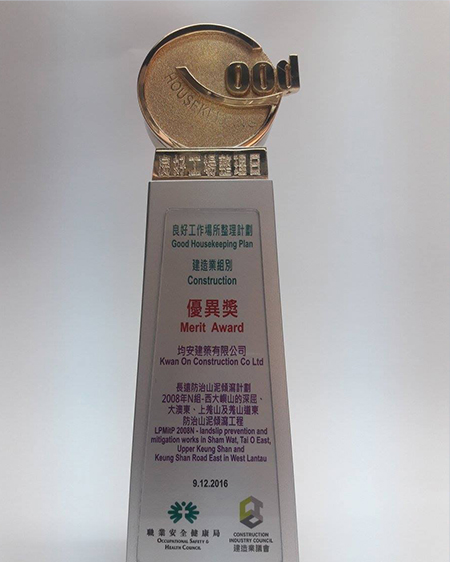 Good
HOUSEKEEPING
良好工場整理日
良好工作場所整理計劃
Good Housekeeping Plan
建造業組別
Construction
優異獎
Merit Award
均安建築有限公司
Kwan On Construction Co Ltd
長遠防治山泥傾瀉計劃
2008年N組-西大嶼山的深屈、
大澳東、上羗山及羗山道東
防治山泥傾瀉工程
LPMitP 2008N - landslip prevention and
mitigation works in Sham Wat, Tai O East,
Upper Keung Shan and
Keung Shan Road East in West Lantau
9.12.2016
職業安全健康局
OCCUPATIONAL SAFETY &
HEALTH COUNCIL
CONSTRUCTION
INDUSTRY COUNCIL
建造業議會